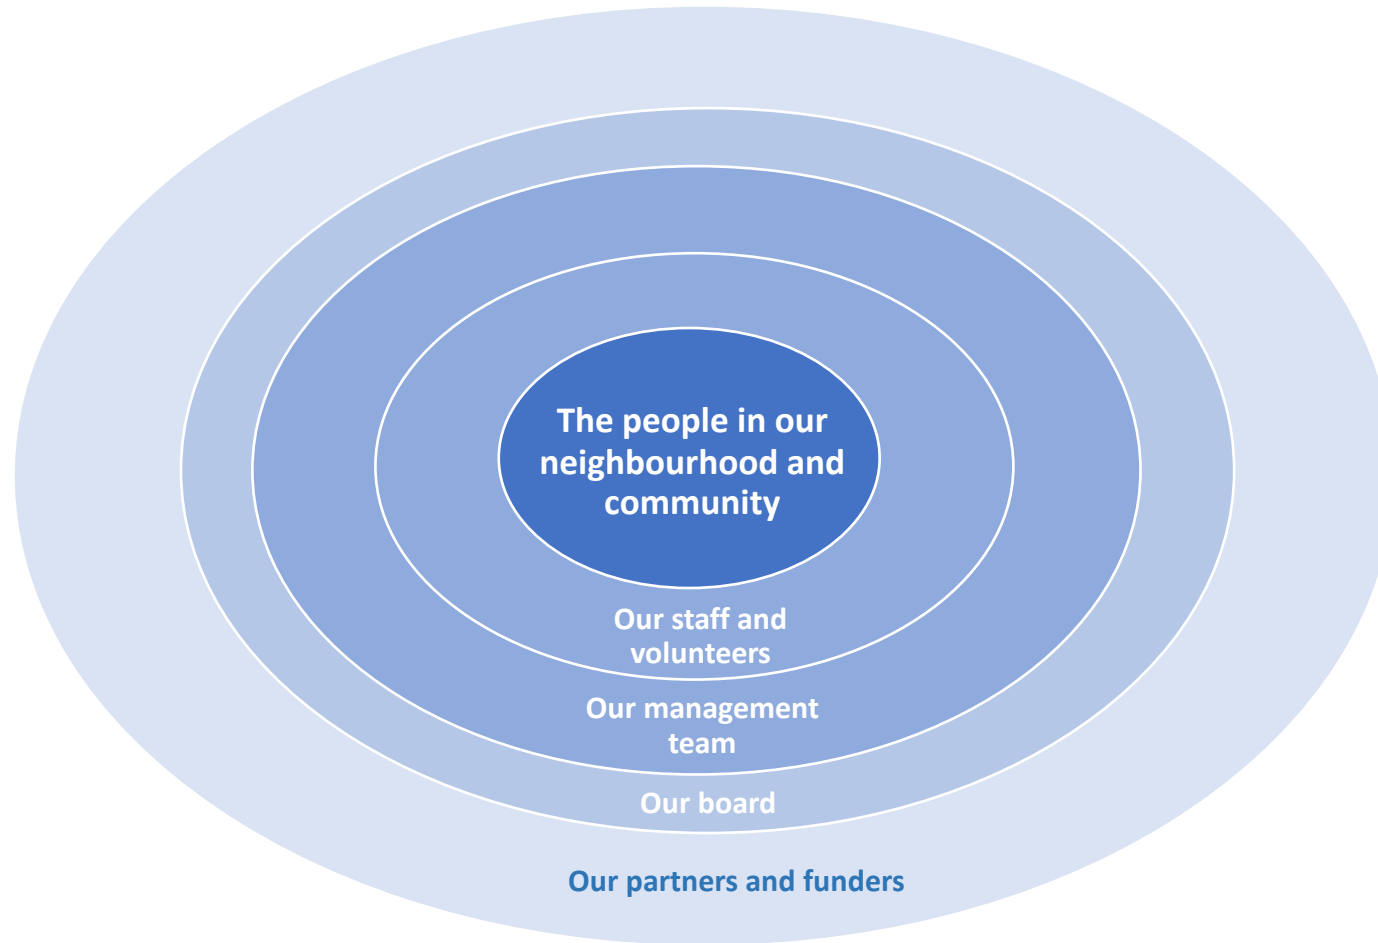 The people in our
neighbourhood and
community
Our staff and
volunteers
Our management
team
Our board
Our partners and funders